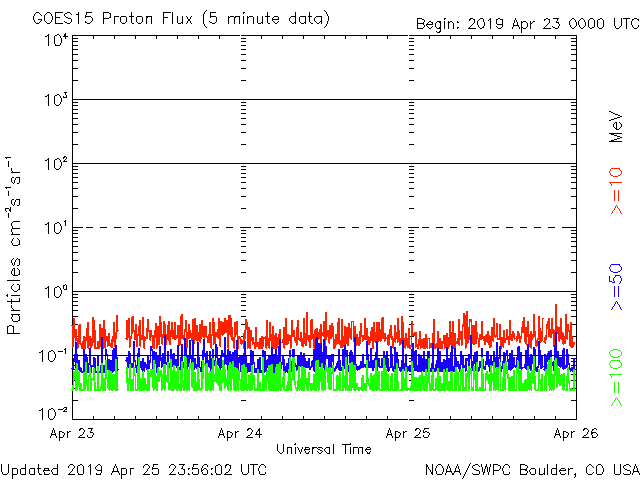 GOES15 Proton Flux (5 minute data)
Begin: 2019 Apr 23 0000 UTC
10⁴
10³
10²
10¹
10⁰
10⁻¹
10⁻²
Particles cm⁻²s⁻¹sr⁻¹
MeV
>=10
>=50
>=100
Apr 23
Apr 24
Apr 25
Apr 26
Universal Time
Updated 2019 Apr 25 23:56:02 UTC
NOAA/SWPC Boulder, CO USA